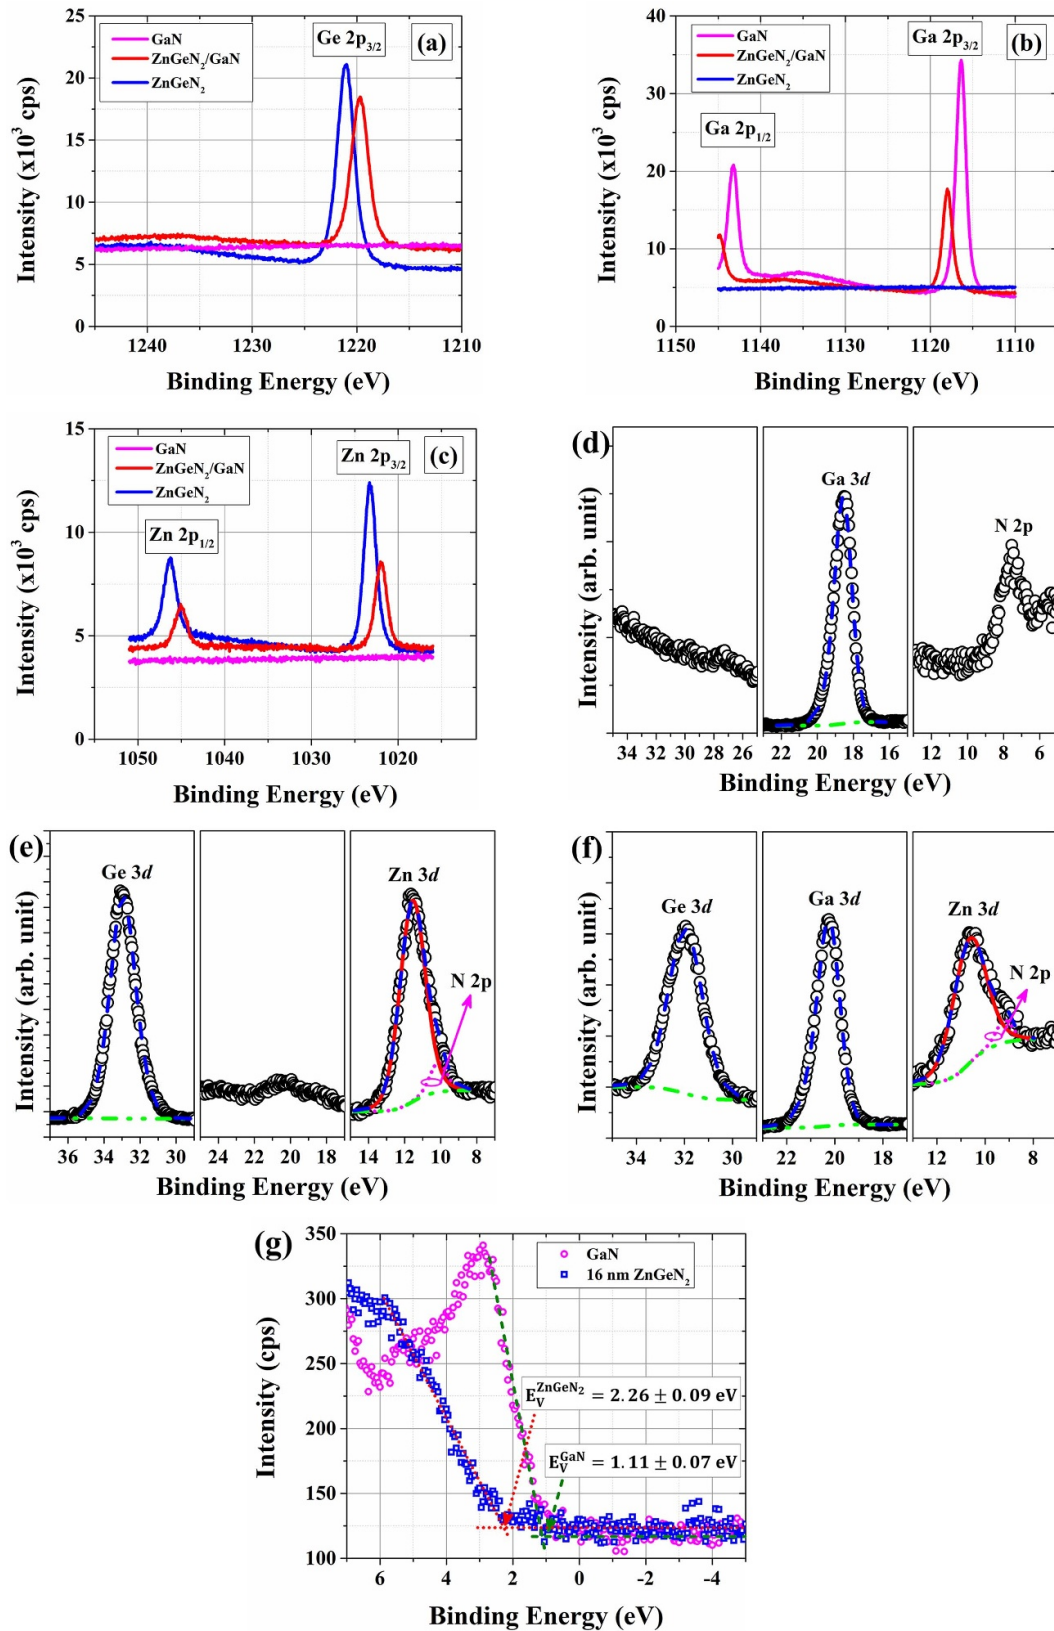 (a)
GaN
ZnGeN₂/GaN
ZnGeN₂
Ge 2p₃/₂
25
20
15
10
5
0
Intensity (x10³ cps)
1240 1230 1220 1210
Binding Energy (eV)
(b)
GaN
ZnGeN₂/GaN
ZnGeN₂
Ga 2p₃/₂
Ga 2p₁/₂
40
30
20
10
0
Intensity (x10³ cps)
1150 1140 1130 1120 1110
Binding Energy (eV)
(c)
GaN
ZnGeN₂/GaN
ZnGeN₂
Zn 2p₃/₂
Zn 2p₁/₂
15
10
5
0
Intensity (x10³ cps)
1050 1040 1030 1020
Binding Energy (eV)
(d)
Ga 3d
N 2p
Intensity (arb. unit)
34 32 30 28 26 22 20 18 16 12 10 8 6
Binding Energy (eV)
(e)
Ge 3d
Zn 3d
N 2p
Intensity (arb. unit)
36 34 32 30 24 22 20 18 14 12 10 8
Binding Energy (eV)
(f)
Ge 3d
Ga 3d
Zn 3d
N 2p
Intensity (arb. unit)
34 32 30 22 20 18 12 10 8
Binding Energy (eV)
(g)
GaN
16 nm ZnGeN₂
E_V^ZnGeN₂ = 2.26 ± 0.09 eV
E_V^GaN = 1.11 ± 0.07 eV
350
300
250
200
150
100
Intensity (cps)
6 4 2 0 -2 -4
Binding Energy (eV)